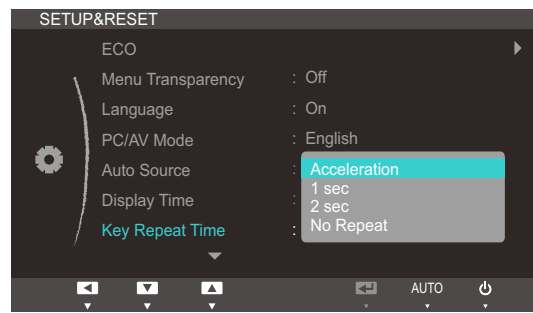 SETUP&RESET
ECO
Menu Transparency : Off
Language : On
PC/AV Mode : English
Auto Source : Acceleration
1 sec
Display Time : 2 sec
Key Repeat Time : No Repeat
AUTO